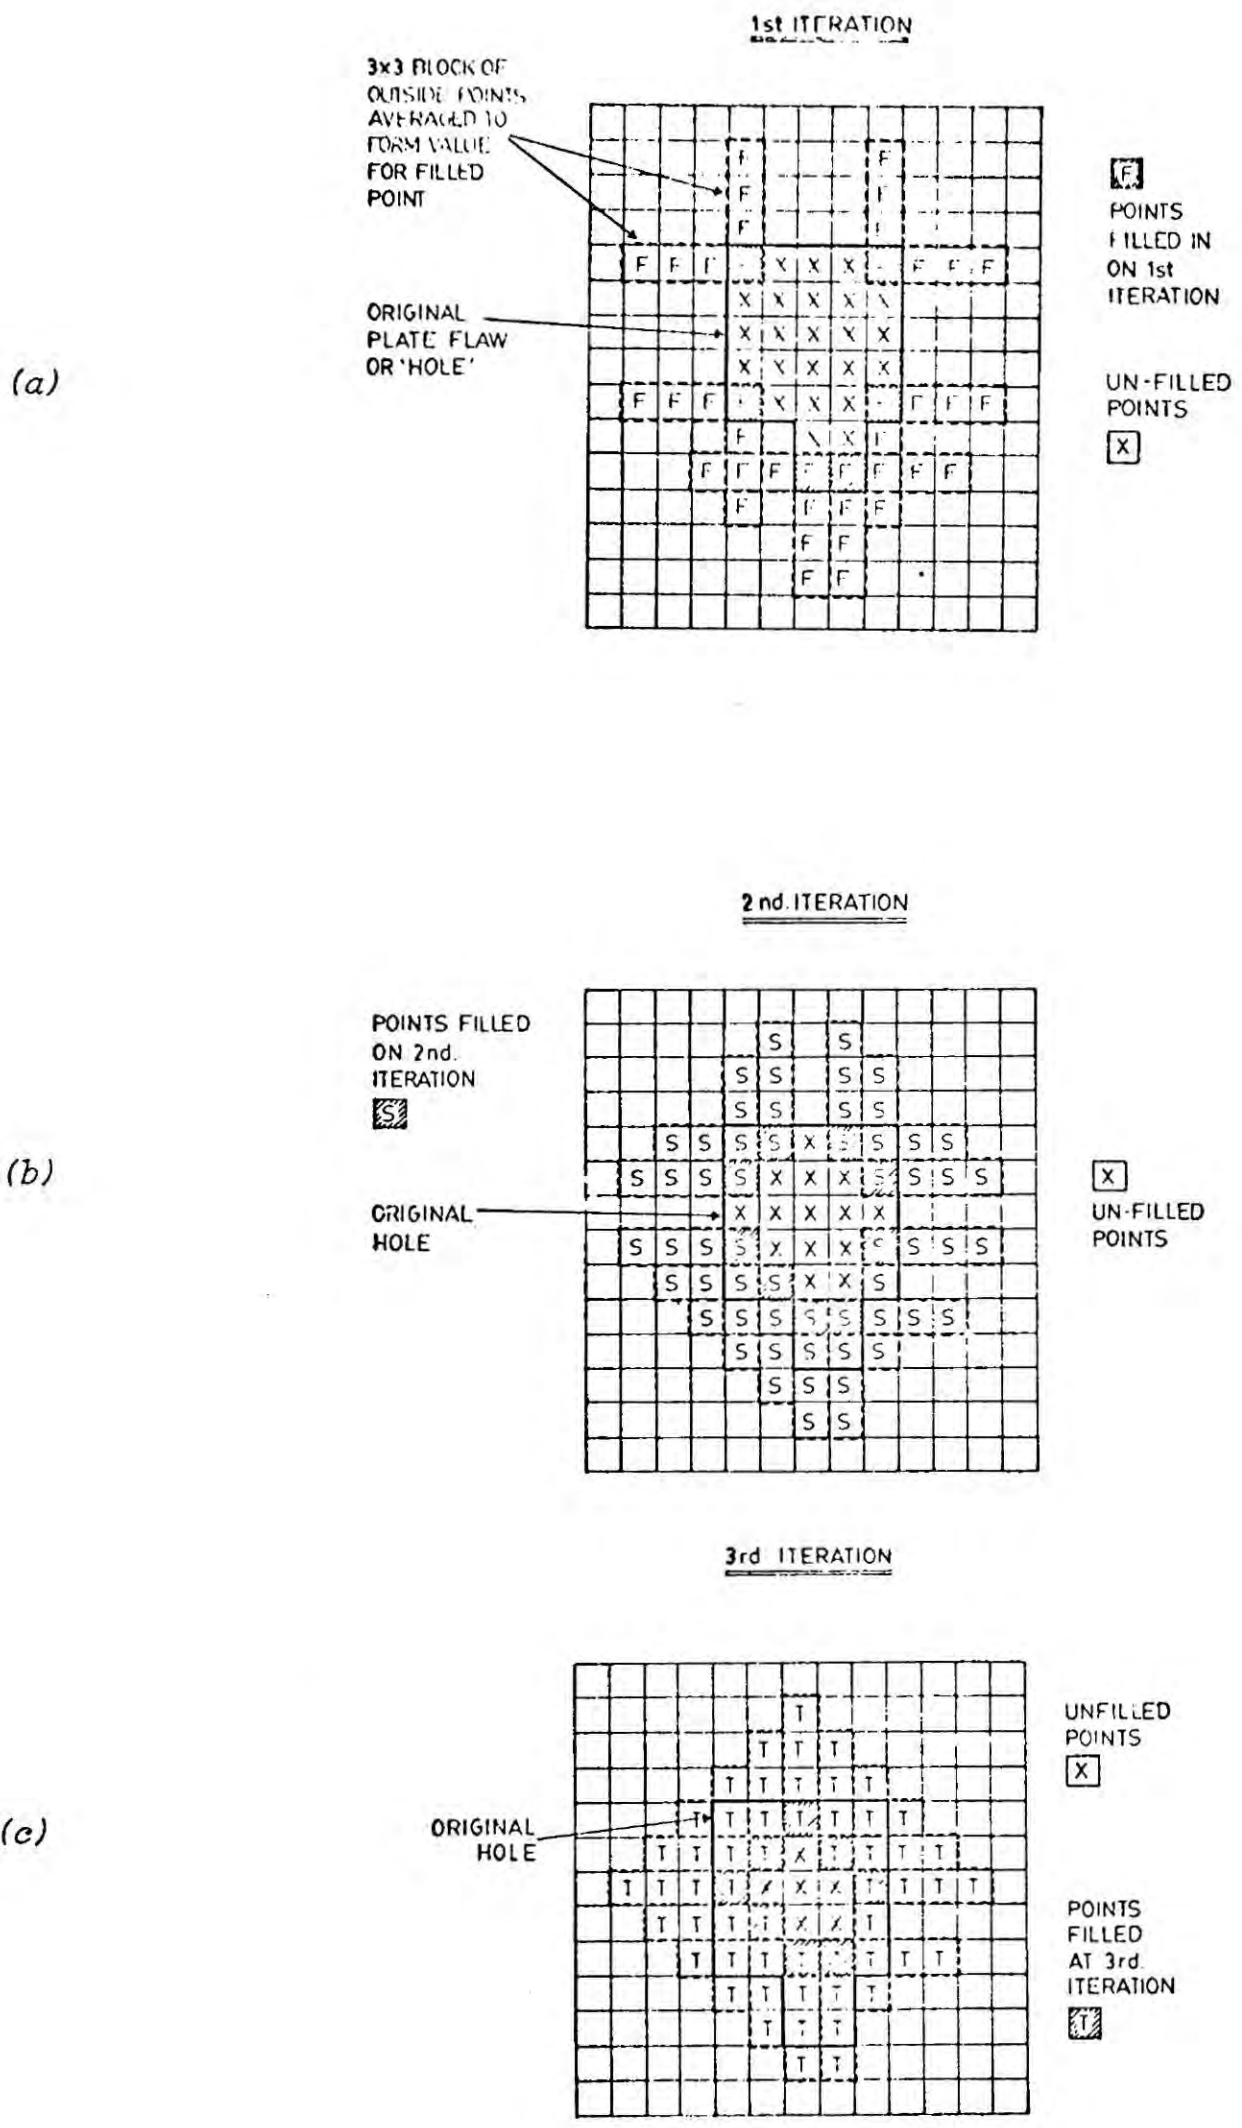 1st ITERATION
3x3 BLOCK OF
OUTSIDE POINTS
AVERAGED TO
FORM VALUE
FOR FILLED
POINT
F
POINTS
FILLED IN
ON 1st
ITERATION
ORIGINAL
PLATE FLAW
OR 'HOLE'
(a)
UN-FILLED
POINTS
X
F F
F F
F
F F F X X X F F F
X X X X
X X X X X
X X X X X
F F F X X X F F F
F X F
F F F F F F F F
F F F F
F F
F F
2nd. ITERATION
POINTS FILLED
ON 2nd.
ITERATION
S
(b)
ORIGINAL
HOLE
X
UN-FILLED
POINTS
S S
S S S S
S S S S
S S S S X S S S S
S S S S X X X S S S S
X X X X X
S S S S X X X S S S S
S S S S X X S
S S S S S S S S
S S S S S
S S S
S S
3rd ITERATION
UNFILLED
POINTS
X
(c)
ORIGINAL
HOLE
POINTS
FILLED
AT 3rd.
ITERATION
T
T
T T T
T T T T T
T T T T T T T
T T T T X T T T T
T T T T X X X T T T T
T T T T T X X T
T T T T T T T T
T T T T T
T T T
T T